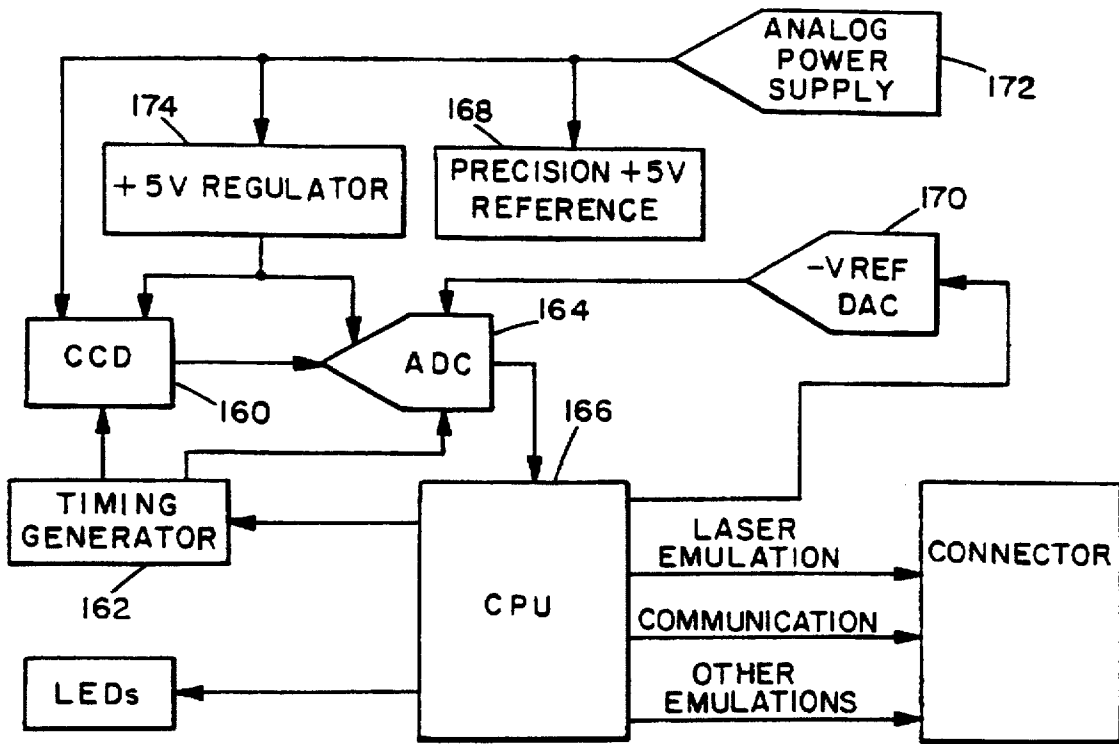 ANALOG
POWER
SUPPLY
172
174
168
+5V REGULATOR
PRECISION +5V
REFERENCE
170
-VREF
DAC
164
CCD
ADC
160
166
TIMING
GENERATOR
162
CPU
LASER
EMULATION
CONNECTOR
COMMUNICATION
OTHER
EMULATIONS
LEDs